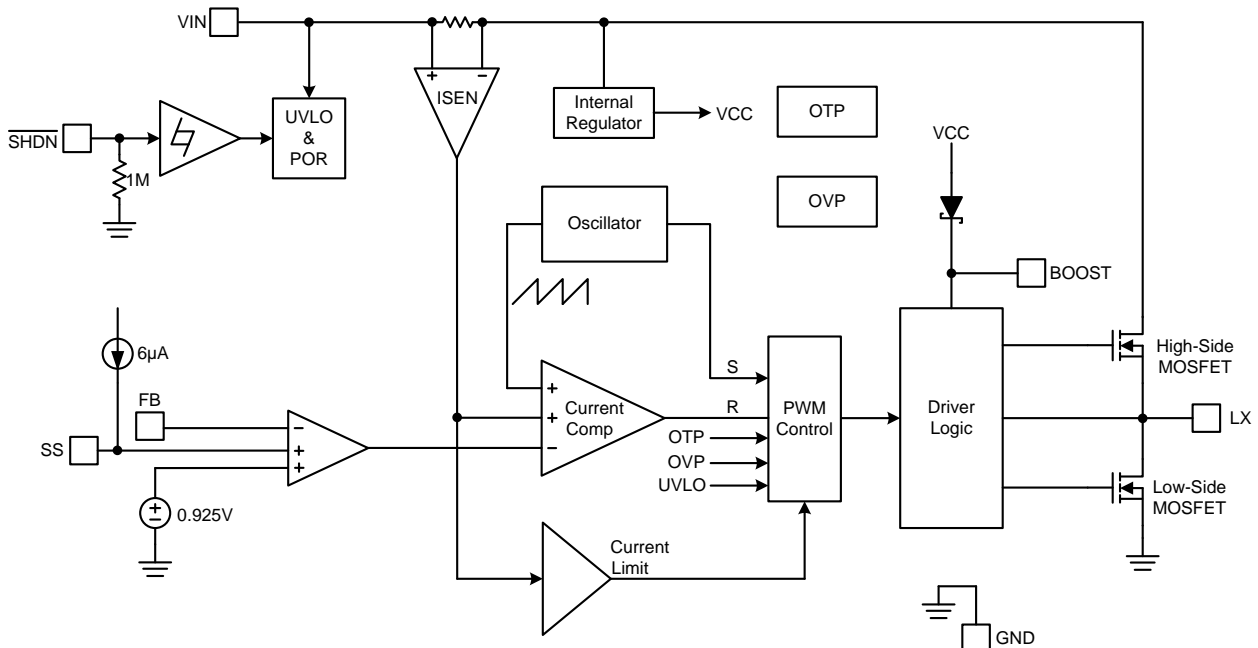 VIN
+ −
ISEN
Internal
Regulator
VCC
OTP
SHDN
UVLO
&
POR
1M
VCC
OVP
Oscillator
BOOST
6µA
High-Side
MOSFET
FB
S
+
Current
Comp
+
−
R
PWM
Control
Driver
Logic
LX
SS
−
+
+
OTP
OVP
UVLO
Low-Side
MOSFET
+
−
0.925V
Current
Limit
GND